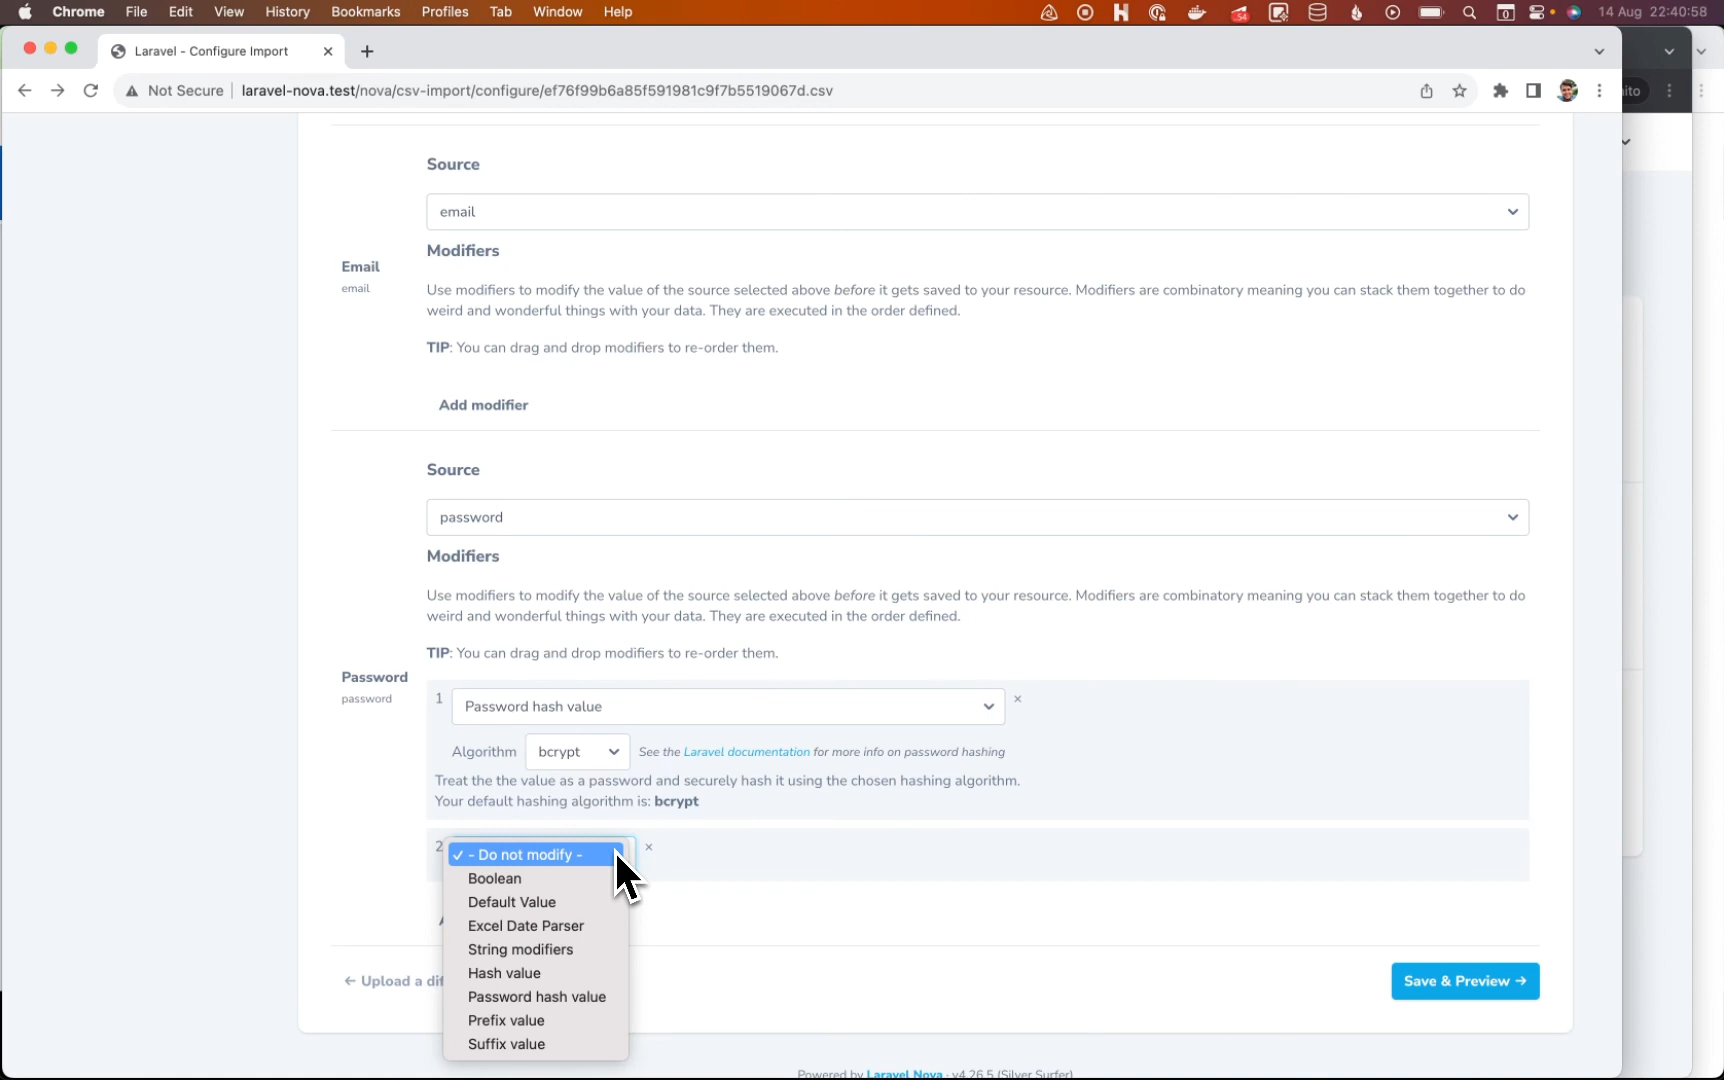 Chrome File Edit View History Bookmarks Profiles Tab Window Help 54 0 14 Aug 22:40:58
Laravel - Configure Import
Not Secure laravel-nova.test/nova/csv-import/configure/ef76f99b6a85f591981c9f7b5519067d.csv ito
Source
email
Modifiers
Email
email
Use modifiers to modify the value of the source selected above before it gets saved to your resource. Modifiers are combinatory meaning you can stack them together to do
weird and wonderful things with your data. They are executed in the order defined.
TIP: You can drag and drop modifiers to re-order them.
Add modifier
Source
password
Modifiers
Use modifiers to modify the value of the source selected above before it gets saved to your resource. Modifiers are combinatory meaning you can stack them together to do
weird and wonderful things with your data. They are executed in the order defined.
TIP: You can drag and drop modifiers to re-order them.
Password
password
1 Password hash value ×
Algorithm bcrypt See the Laravel documentation for more info on password hashing
Treat the the value as a password and securely hash it using the chosen hashing algorithm.
Your default hashing algorithm is: bcrypt
2 ✓ - Do not modify - ×
Boolean
Default Value
Excel Date Parser
String modifiers
Hash value
Password hash value
Prefix value
Suffix value
← Upload a dif
Save & Preview →
Powered by Laravel Nova · v4.26.5 (Silver Surfer)